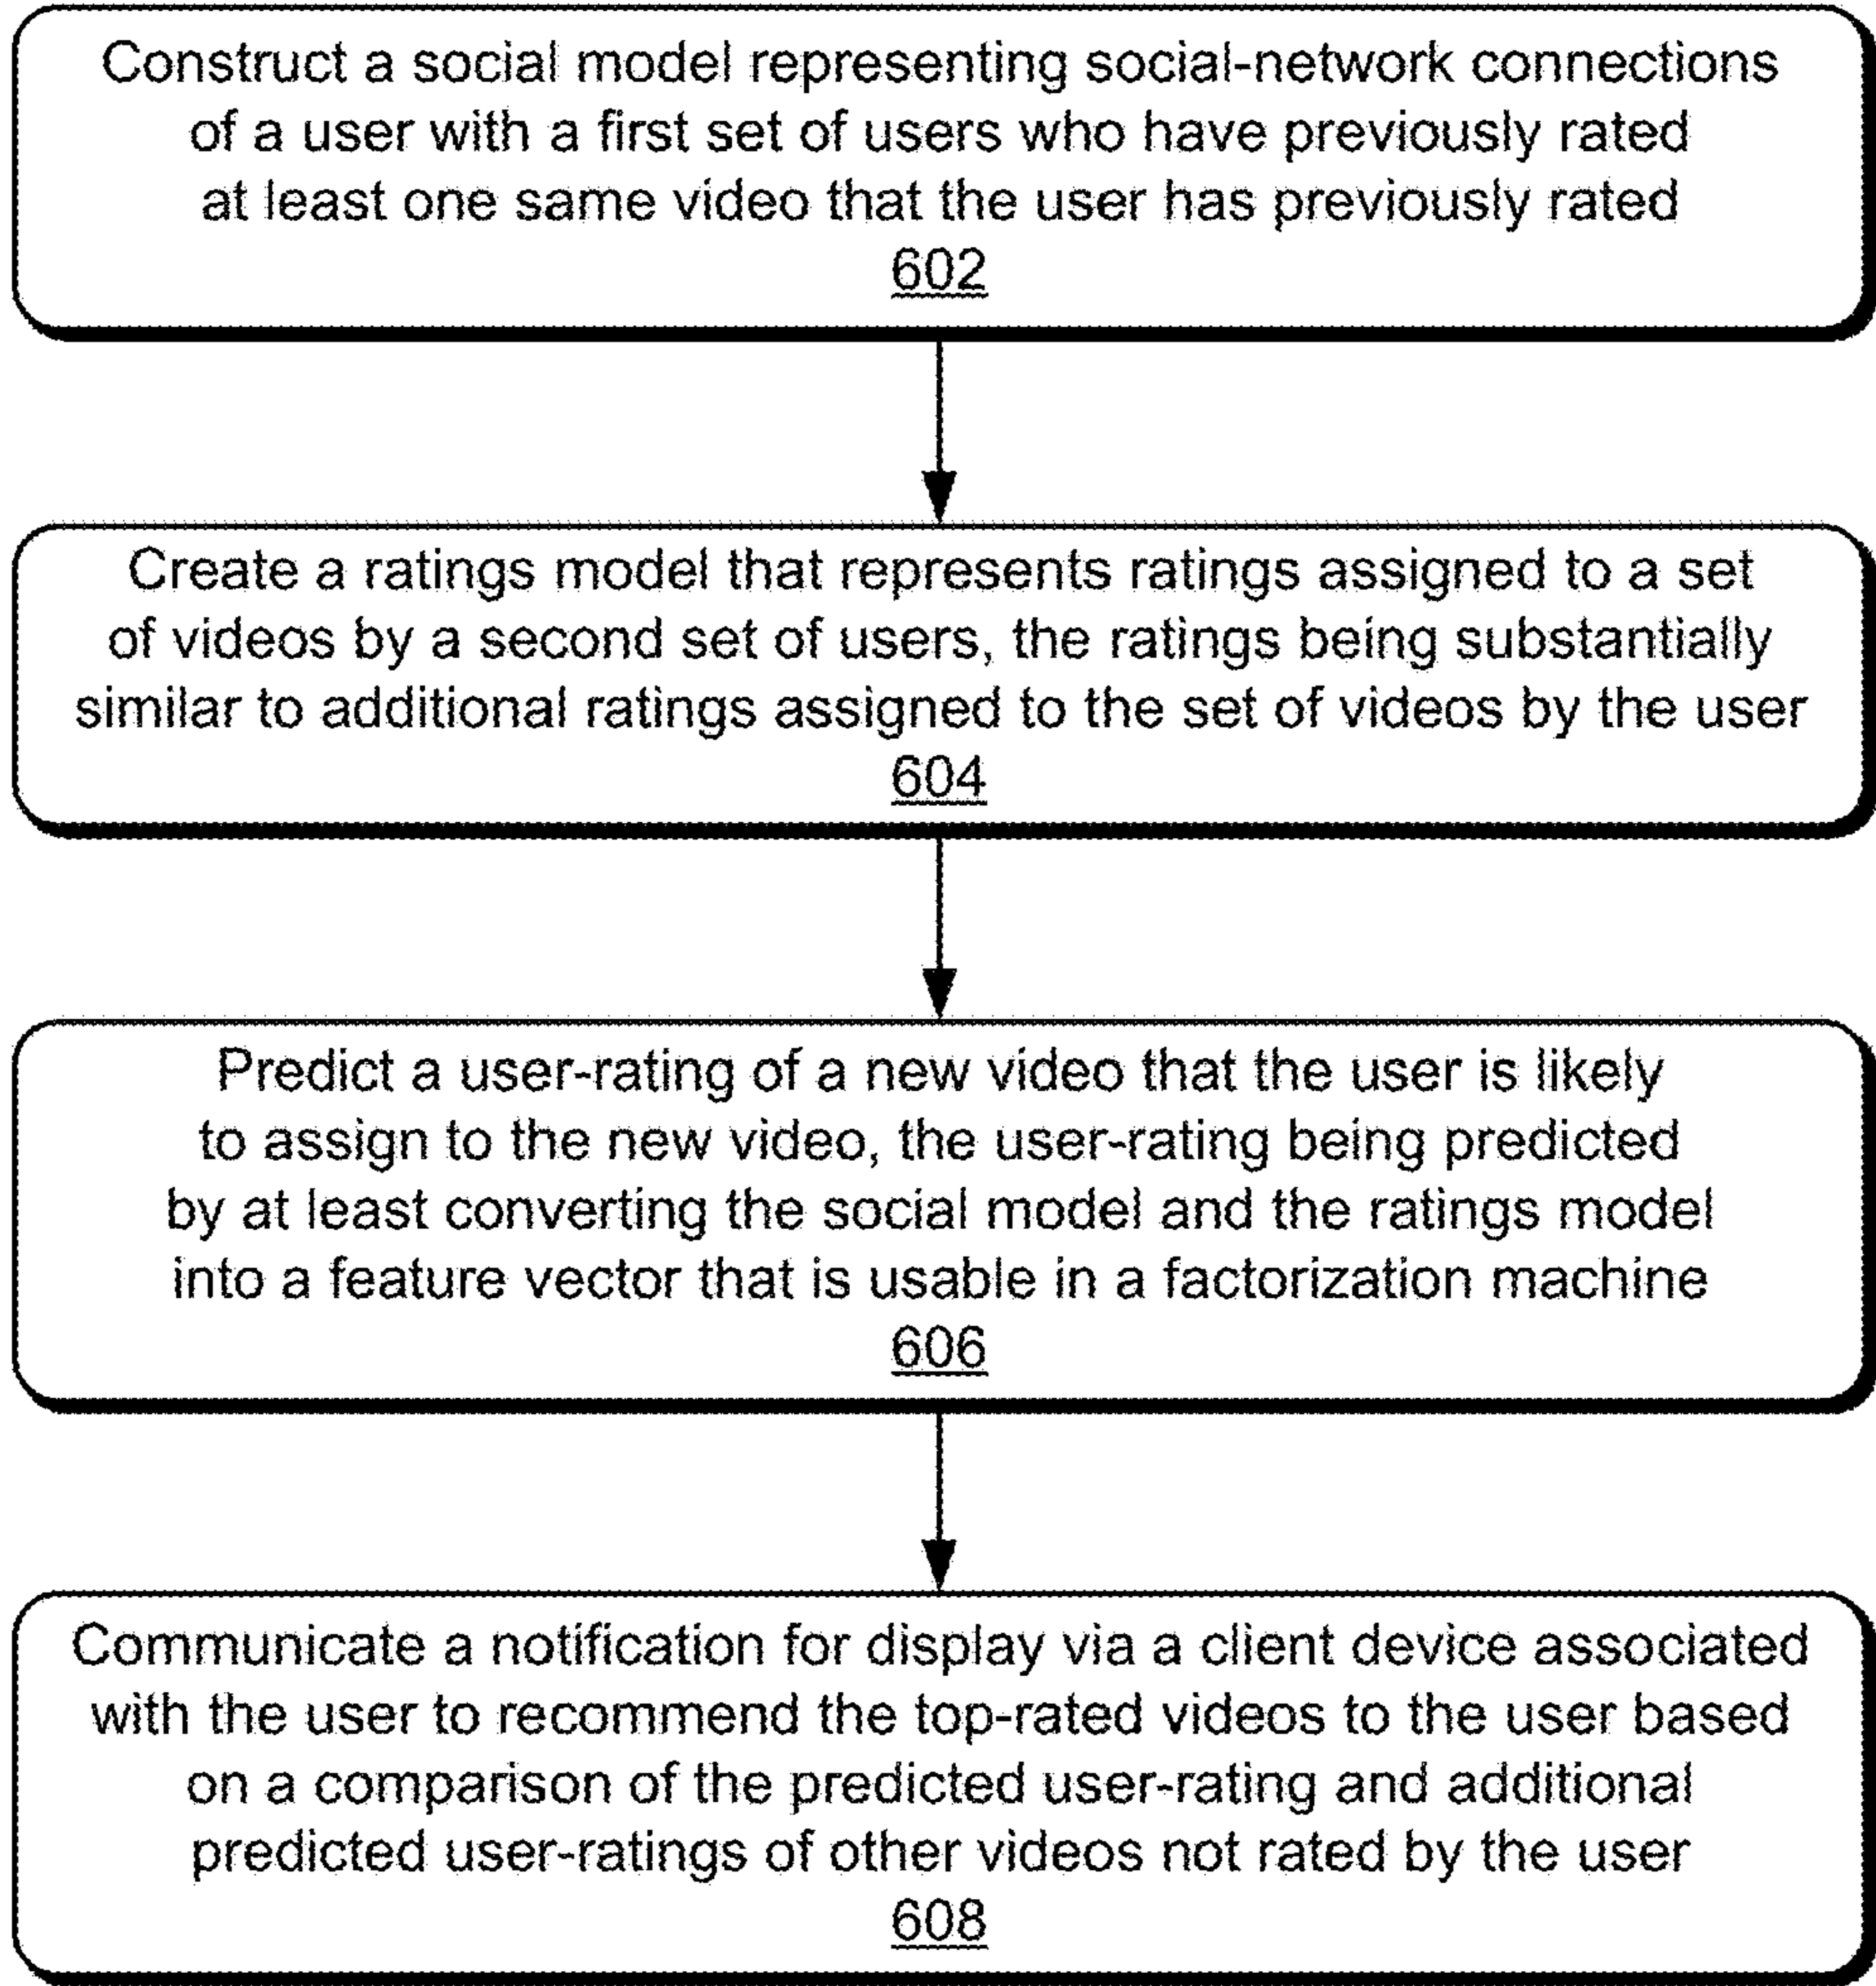 Construct a social model representing social-network connections
of a user with a first set of users who have previously rated
at least one same video that the user has previously rated
602
Create a ratings model that represents ratings assigned to a set
of videos by a second set of users, the ratings being substantially
similar to additional ratings assigned to the set of videos by the user
604
Predict a user-rating of a new video that the user is likely
to assign to the new video, the user-rating being predicted
by at least converting the social model and the ratings model
into a feature vector that is usable in a factorization machine
606
Communicate a notification for display via a client device associated
with the user to recommend the top-rated videos to the user based
on a comparison of the predicted user-rating and additional
predicted user-ratings of other videos not rated by the user
608